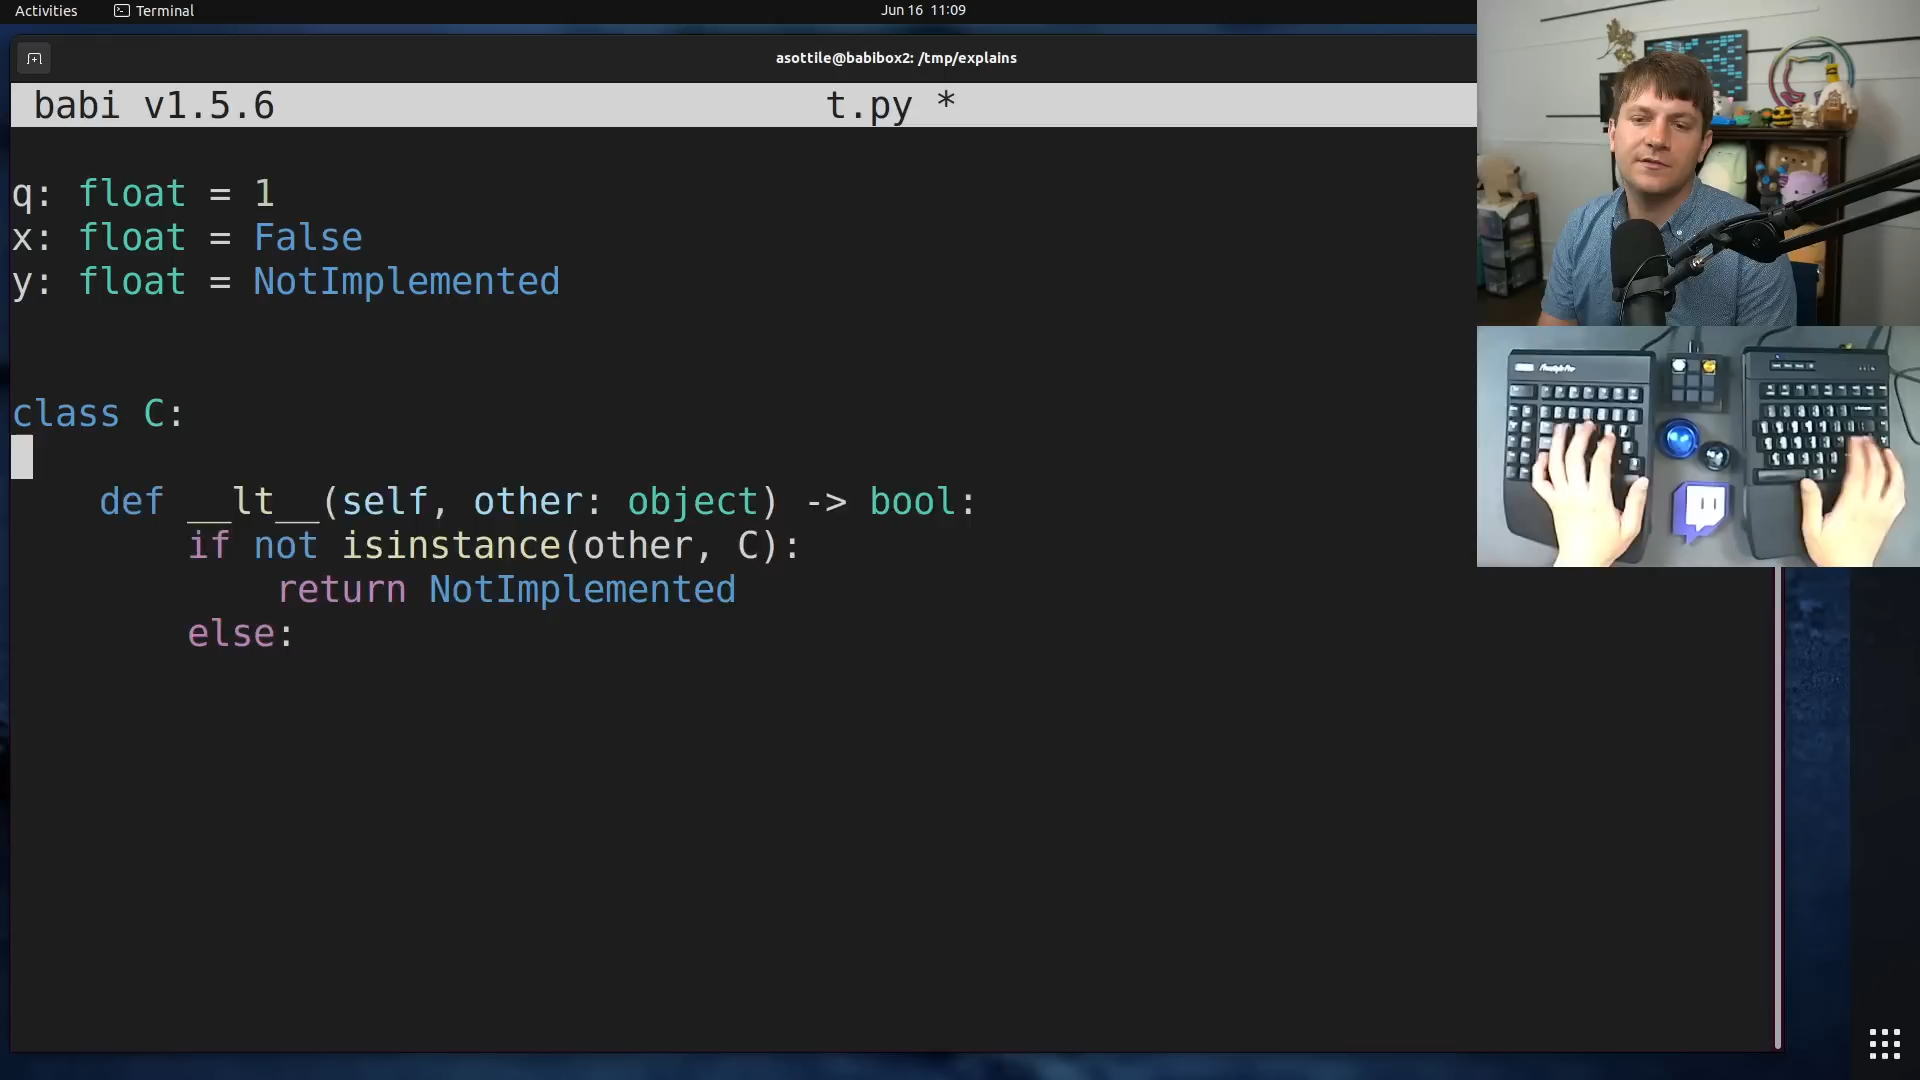 Activities
Terminal
Jun 16 11:09
asottile@babibox2: /tmp/explains
babi v1.5.6 t.py *
q: float = 1
x: float = False
y: float = NotImplemented
class C:
def __lt__(self, other: object) -> bool:
if not isinstance(other, C):
return NotImplemented
else: